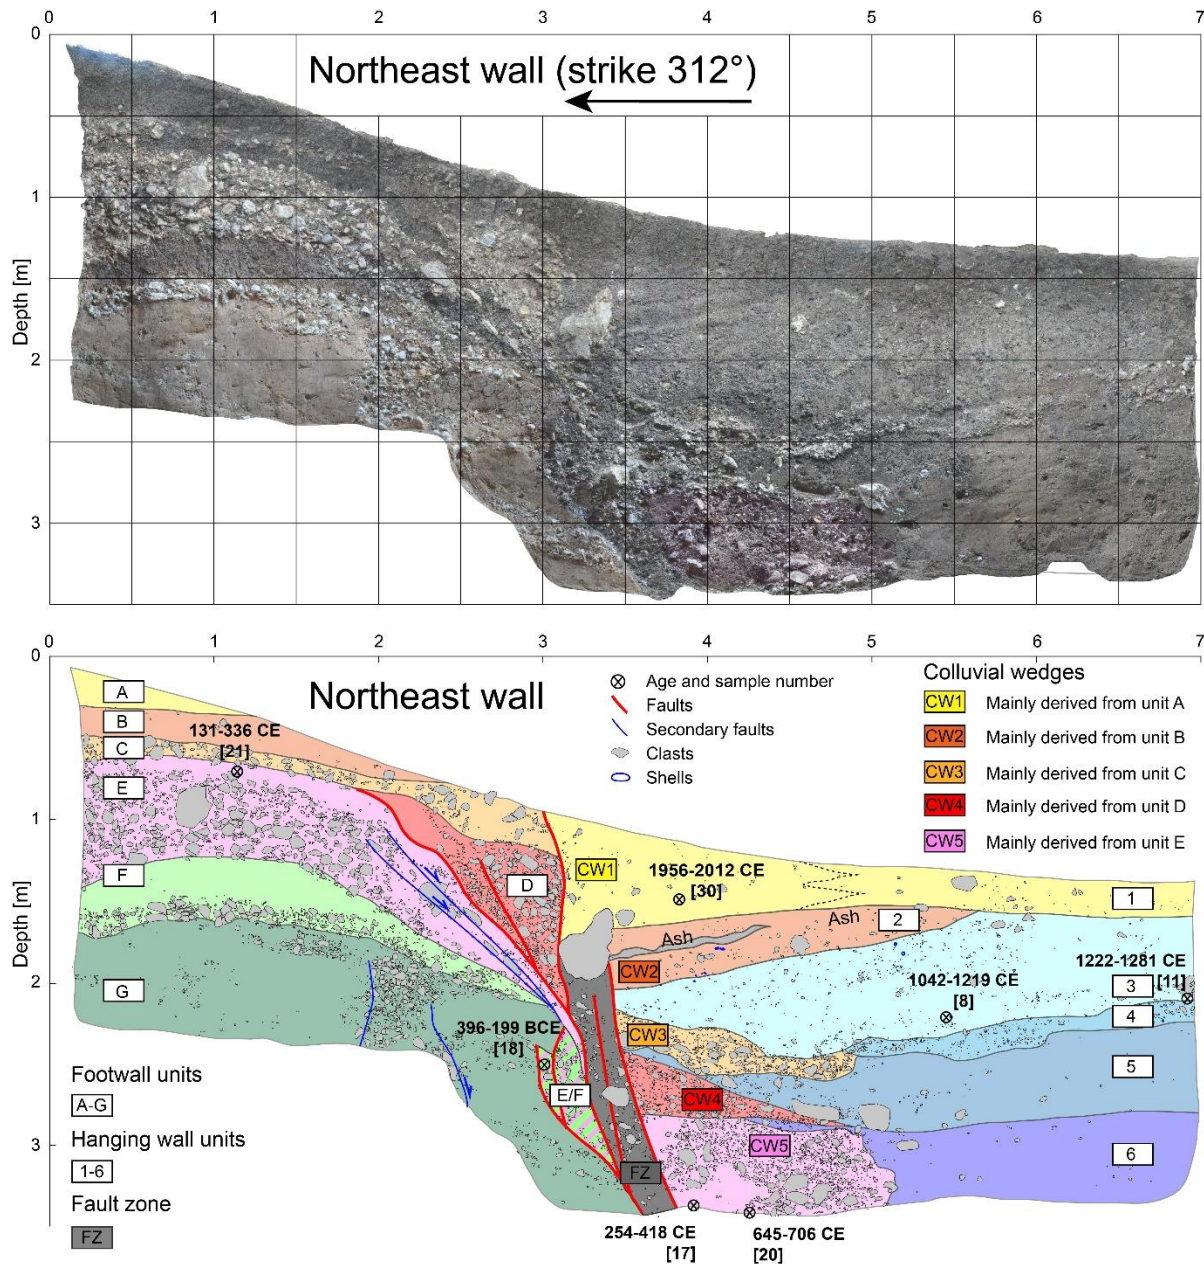 0 1 2 3 4 5 6 7
Northeast wall (strike 312°)
0
1
2
3
Depth [m]
0 1 2 3 4 5 6 7
Northeast wall
Age and sample number
Faults
Secondary faults
Clasts
Shells
Colluvial wedges
CW1 Mainly derived from unit A
CW2 Mainly derived from unit B
CW3 Mainly derived from unit C
CW4 Mainly derived from unit D
CW5 Mainly derived from unit E
0
1
2
3
Depth [m]
A
B
C
E
F
G
131-336 CE
[21]
D
CW1
1956-2012 CE
[30]
1
Ash
2
Ash
CW2
1222-1281 CE
[11]
1042-1219 CE
[8]
3
4
396-199 BCE
[18]
CW3
5
E/F
CW4
CW5
6
FZ
254-418 CE
[17]
645-706 CE
[20]
Footwall units
A-G
Hanging wall units
1-6
Fault zone
FZ